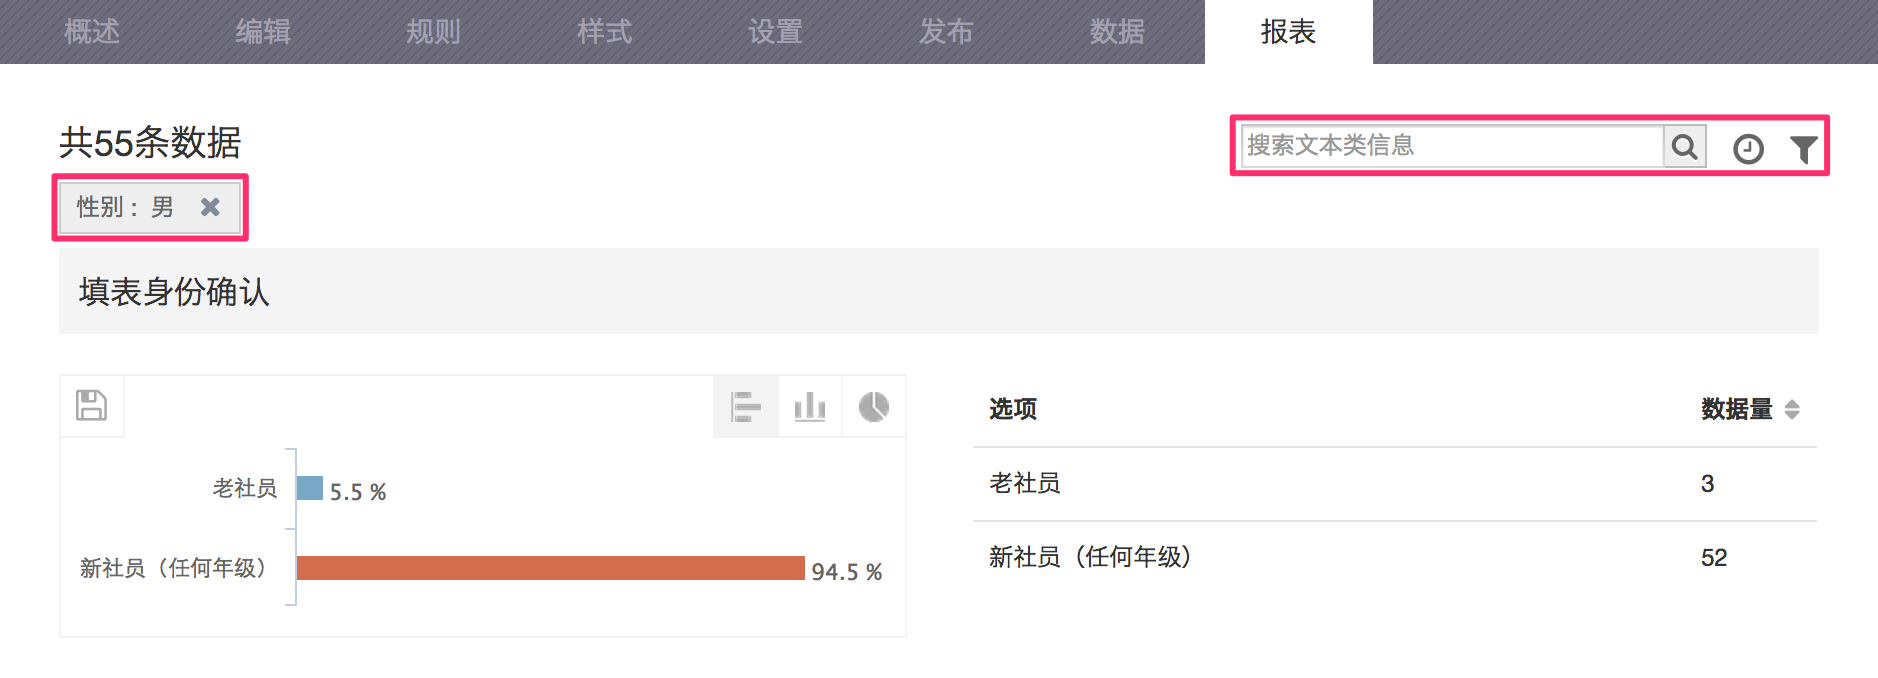 概述 编辑 规则 样式 设置 发布 数据 报表
共55条数据
搜索文本类信息
性别： 男
填表身份确认
老社员 5.5 %
新社员（任何年级） 94.5 %
选项 数据量
老社员 3
新社员（任何年级） 52